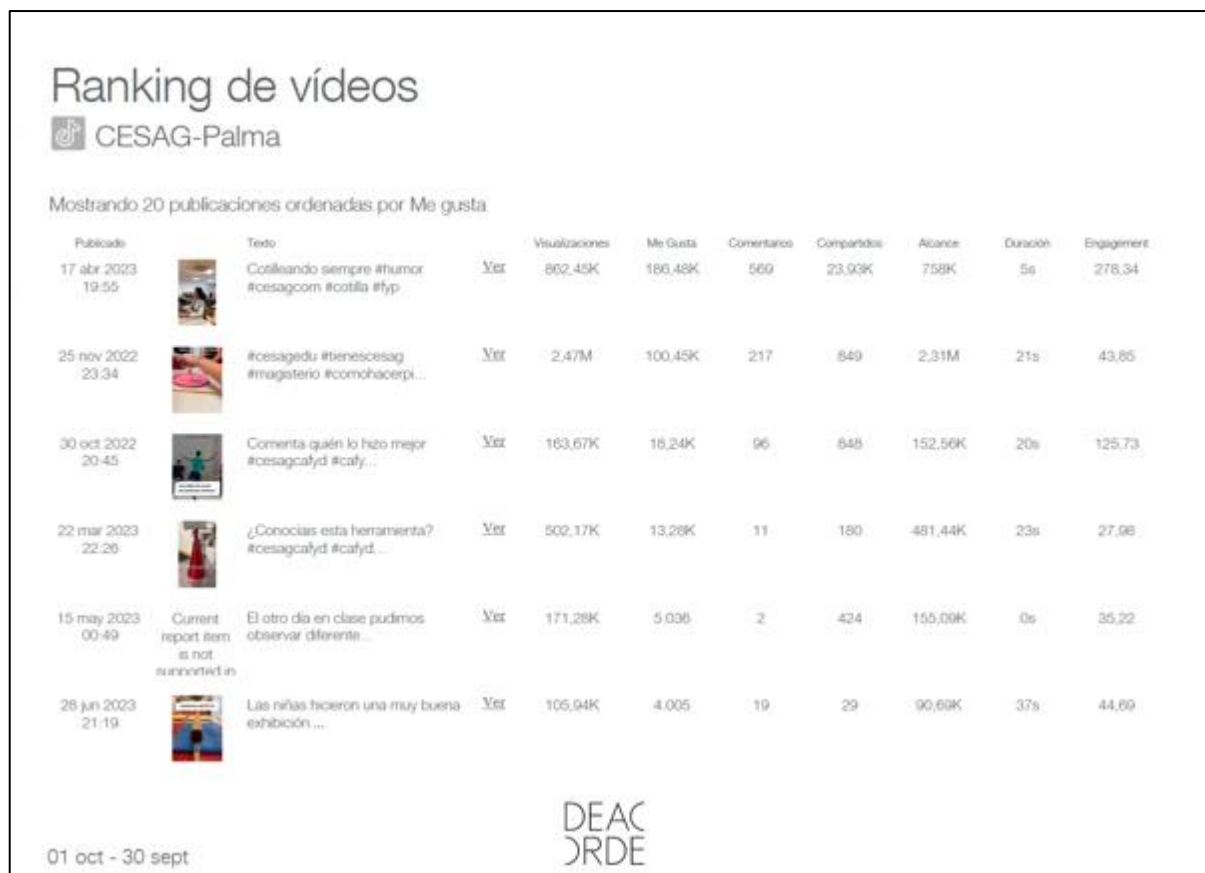 Ranking de vídeos
CESAG-Palma
Mostrando 20 publicaciones ordenadas por Me gusta
Publicado Texto Visualizaciones Me Gusta Comentarios Compartidos Alcance Duración Engagement
17 abr 2023 Cotilleando siempre #humor Ver 862,45K 186,48K 569 23,93K 758K 5s 278,34
19:55 #cesagcom #cotilla #fyp
25 nov 2022 #cesagedu #tienescesag Ver 2,47M 100,45K 217 849 2,31M 21s 43,85
23:34 #magisterio #comohacerpi...
30 oct 2022 Comenta quién lo hizo mejor Ver 163,67K 18,24K 96 848 152,56K 20s 125,73
20:45 #cesagcafyd #cafy...
22 mar 2023 ¿Conocíais esta herramienta? Ver 502,17K 13,28K 11 180 481,44K 23s 27,98
22:26 #cesagcafyd #cafyd...
15 may 2023 Current El otro día en clase pudimos Ver 171,28K 5.036 2 424 155,09K 0s 35,22
00:49 report item observar diferente...
is not
supported in
28 jun 2023 Las niñas hicieron una muy buena Ver 105,94K 4.005 19 29 90,69K 37s 44,69
21:19 exhibición ...
DEAC
ORDE
01 oct - 30 sept